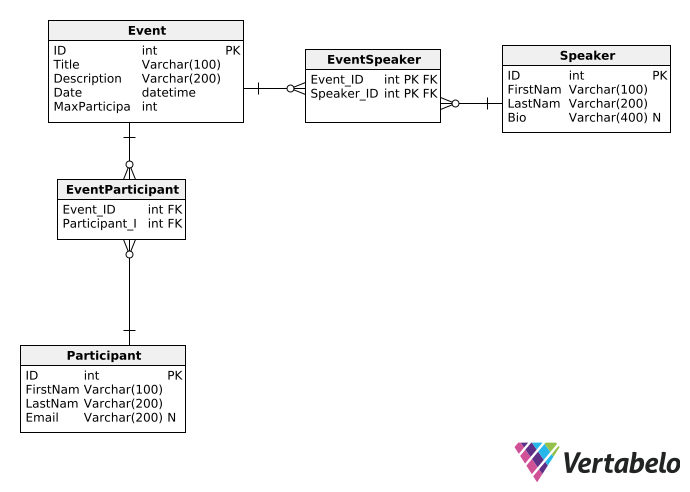 Event
ID int PK
Title Varchar(100)
Description Varchar(200)
Date datetime
MaxParticipa int
EventSpeaker
Event_ID int PK FK
Speaker_ID int PK FK
Speaker
ID int PK
FirstNam Varchar(100)
LastNam Varchar(200)
Bio Varchar(400) N
EventParticipant
Event_ID int FK
Participant_I int FK
Participant
ID int PK
FirstNam Varchar(100)
LastNam Varchar(200)
Email Varchar(200) N
Vertabelo